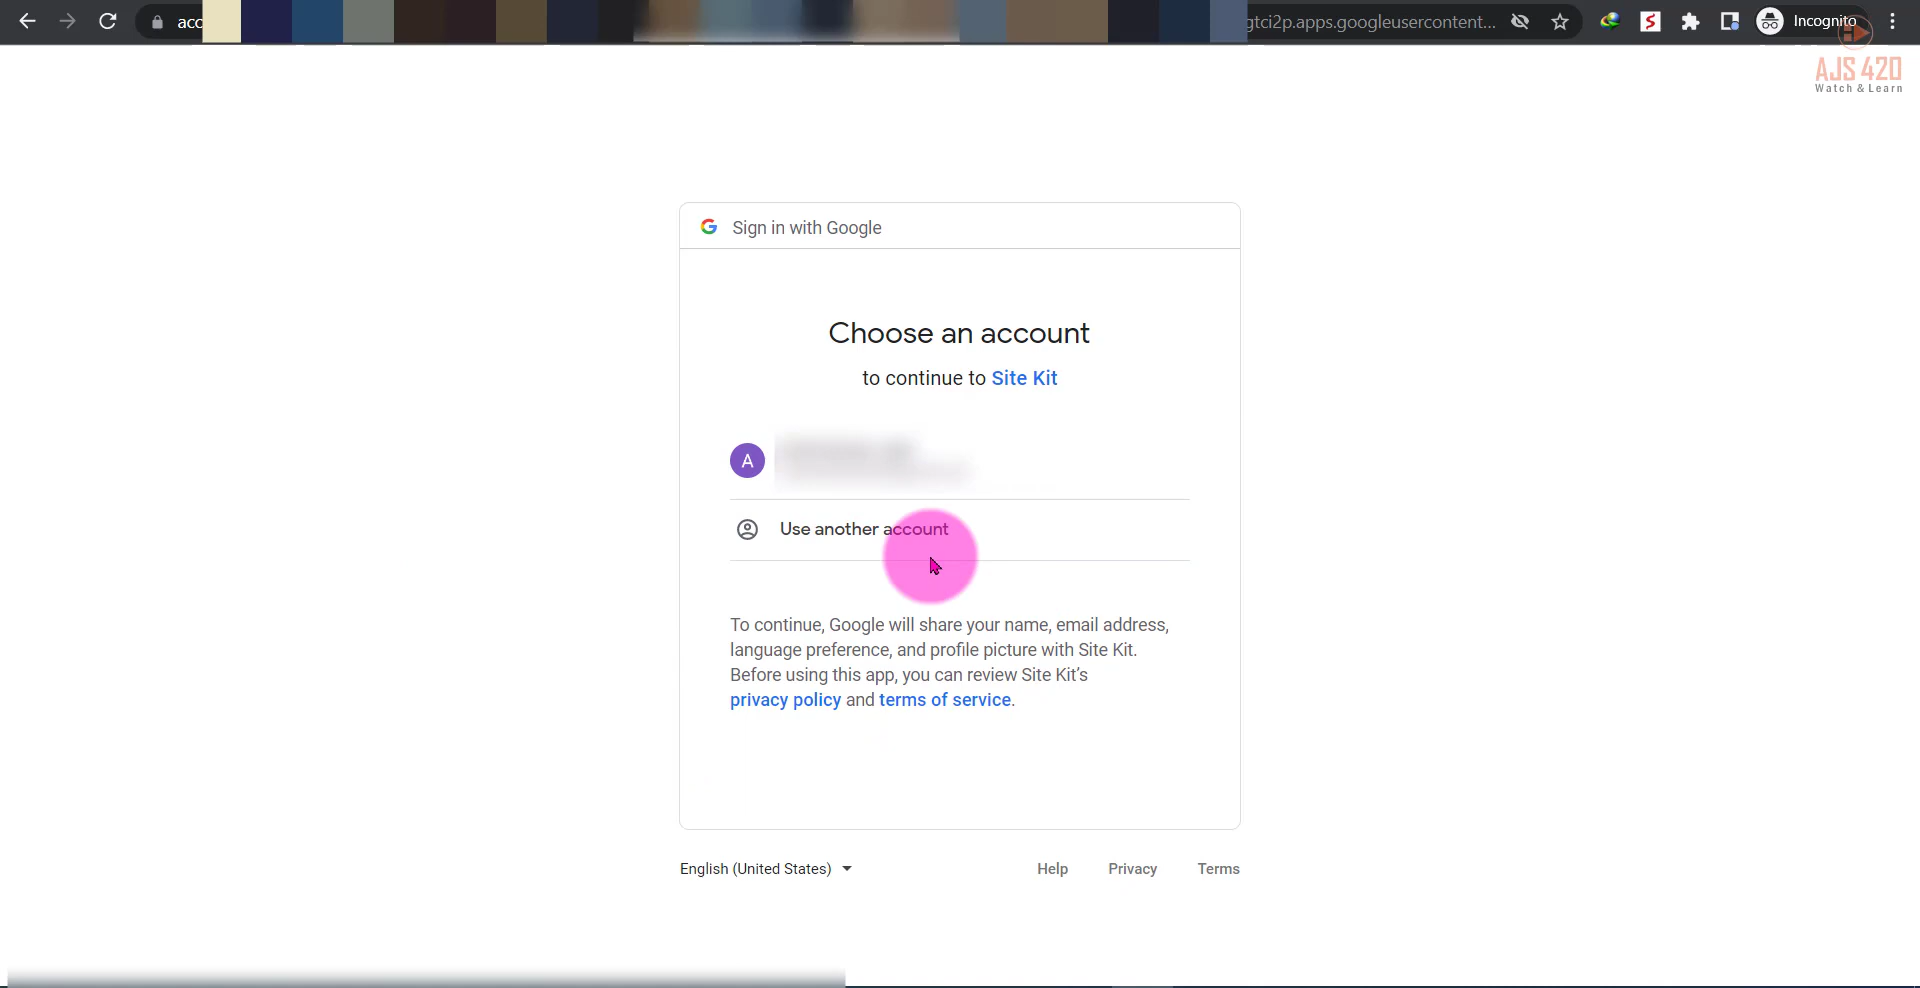 acc
gtci2p.apps.googleusercontent...
Incognito
AJS 420
Watch & Learn
Sign in with Google
Choose an account
to continue to Site Kit
A
Use another account
To continue, Google will share your name, email address,
language preference, and profile picture with Site Kit.
Before using this app, you can review Site Kit's
privacy policy and terms of service.
English (United States)
Help Privacy Terms